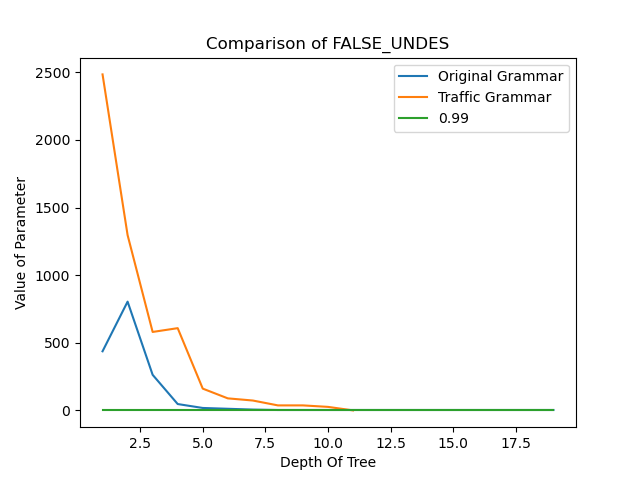 Comparison of FALSE_UNDES
Original Grammar
Traffic Grammar
0.99
Value of Parameter
2500
2000
1500
1000
500
0
2.5 5.0 7.5 10.0 12.5 15.0 17.5
Depth Of Tree